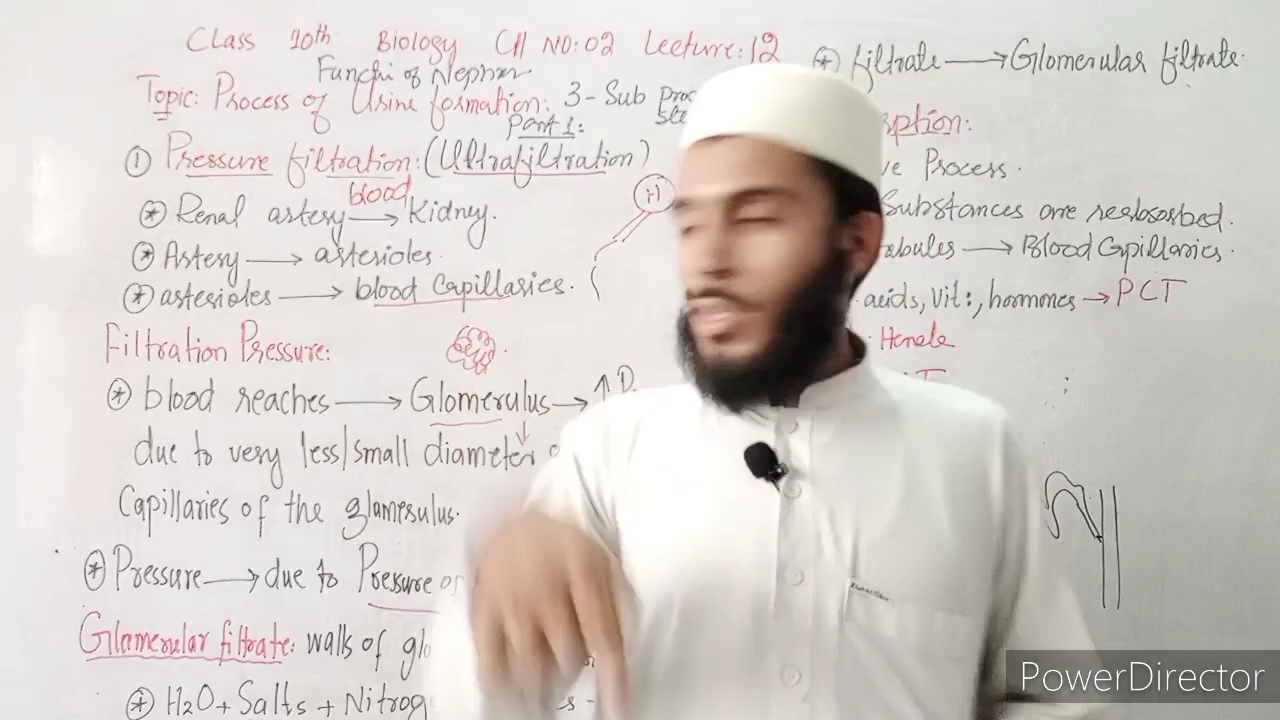 Class 10th Biology CH NO:02 Lecture:12
Functi of Nephron
Topic: Process of Urine formation: 3-Sub
Part 1:
① Pressure filtration: (Ultrafiltration)
blood
⊛ Renal artery → Kidney.
⊛ Artery → arterioles.
⊛ arterioles → blood Capillaries.
H
Filtration Pressure:
⊛ blood reaches → Glomerulus → ↑
due to very less/small diameter
Capillaries of the glomerulus.
⊛ Pressure → due to Pressure
Glomerular filtrate: walls of
⊛ H2O + Salts +
⊛ filtrate → Glomerular filtrate.
Process.
Substances are reabsorbed.
→ Blood Capillaries.
acids, Vit:, hormones → PCT
Henele
PowerDirector